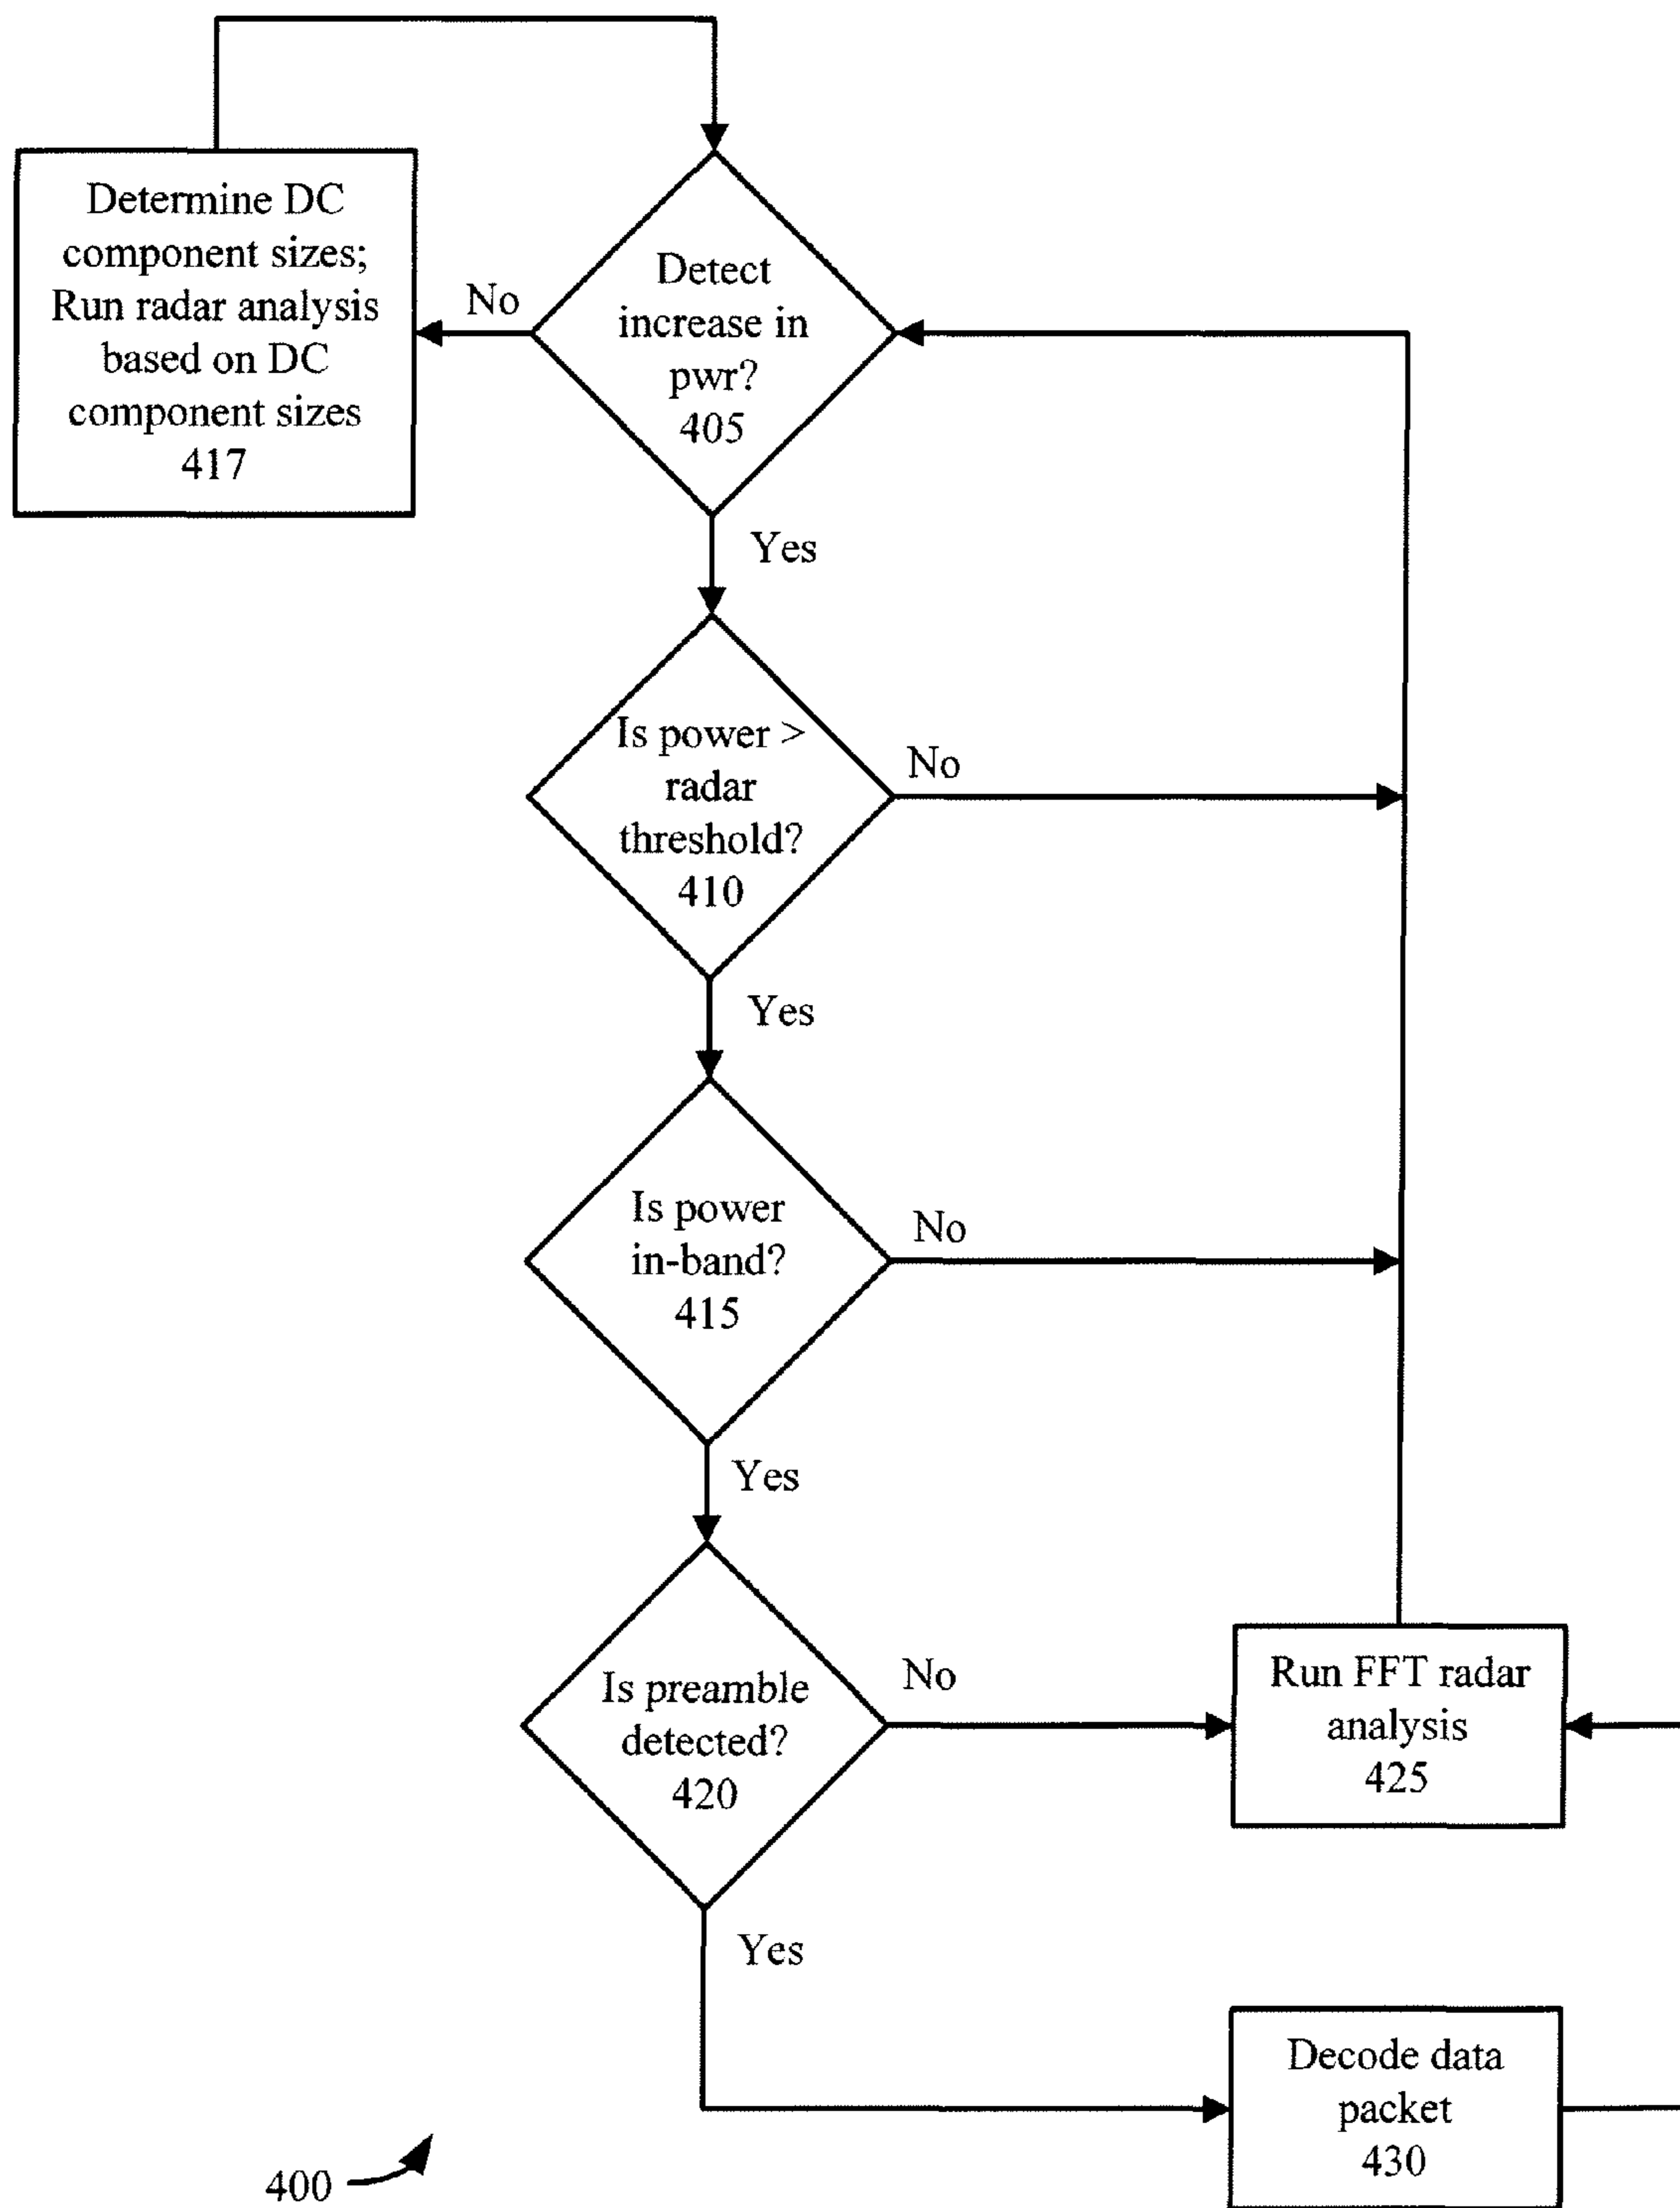 Determine DC
component sizes;
Run radar analysis
based on DC
component sizes
417
No
Detect
increase in
pwr?
405
Yes
Is power >
radar
threshold?
410
No
Yes
Is power
in-band?
415
No
Yes
Is preamble
detected?
420
No
Run FFT radar
analysis
425
Yes
Decode data
packet
430
400